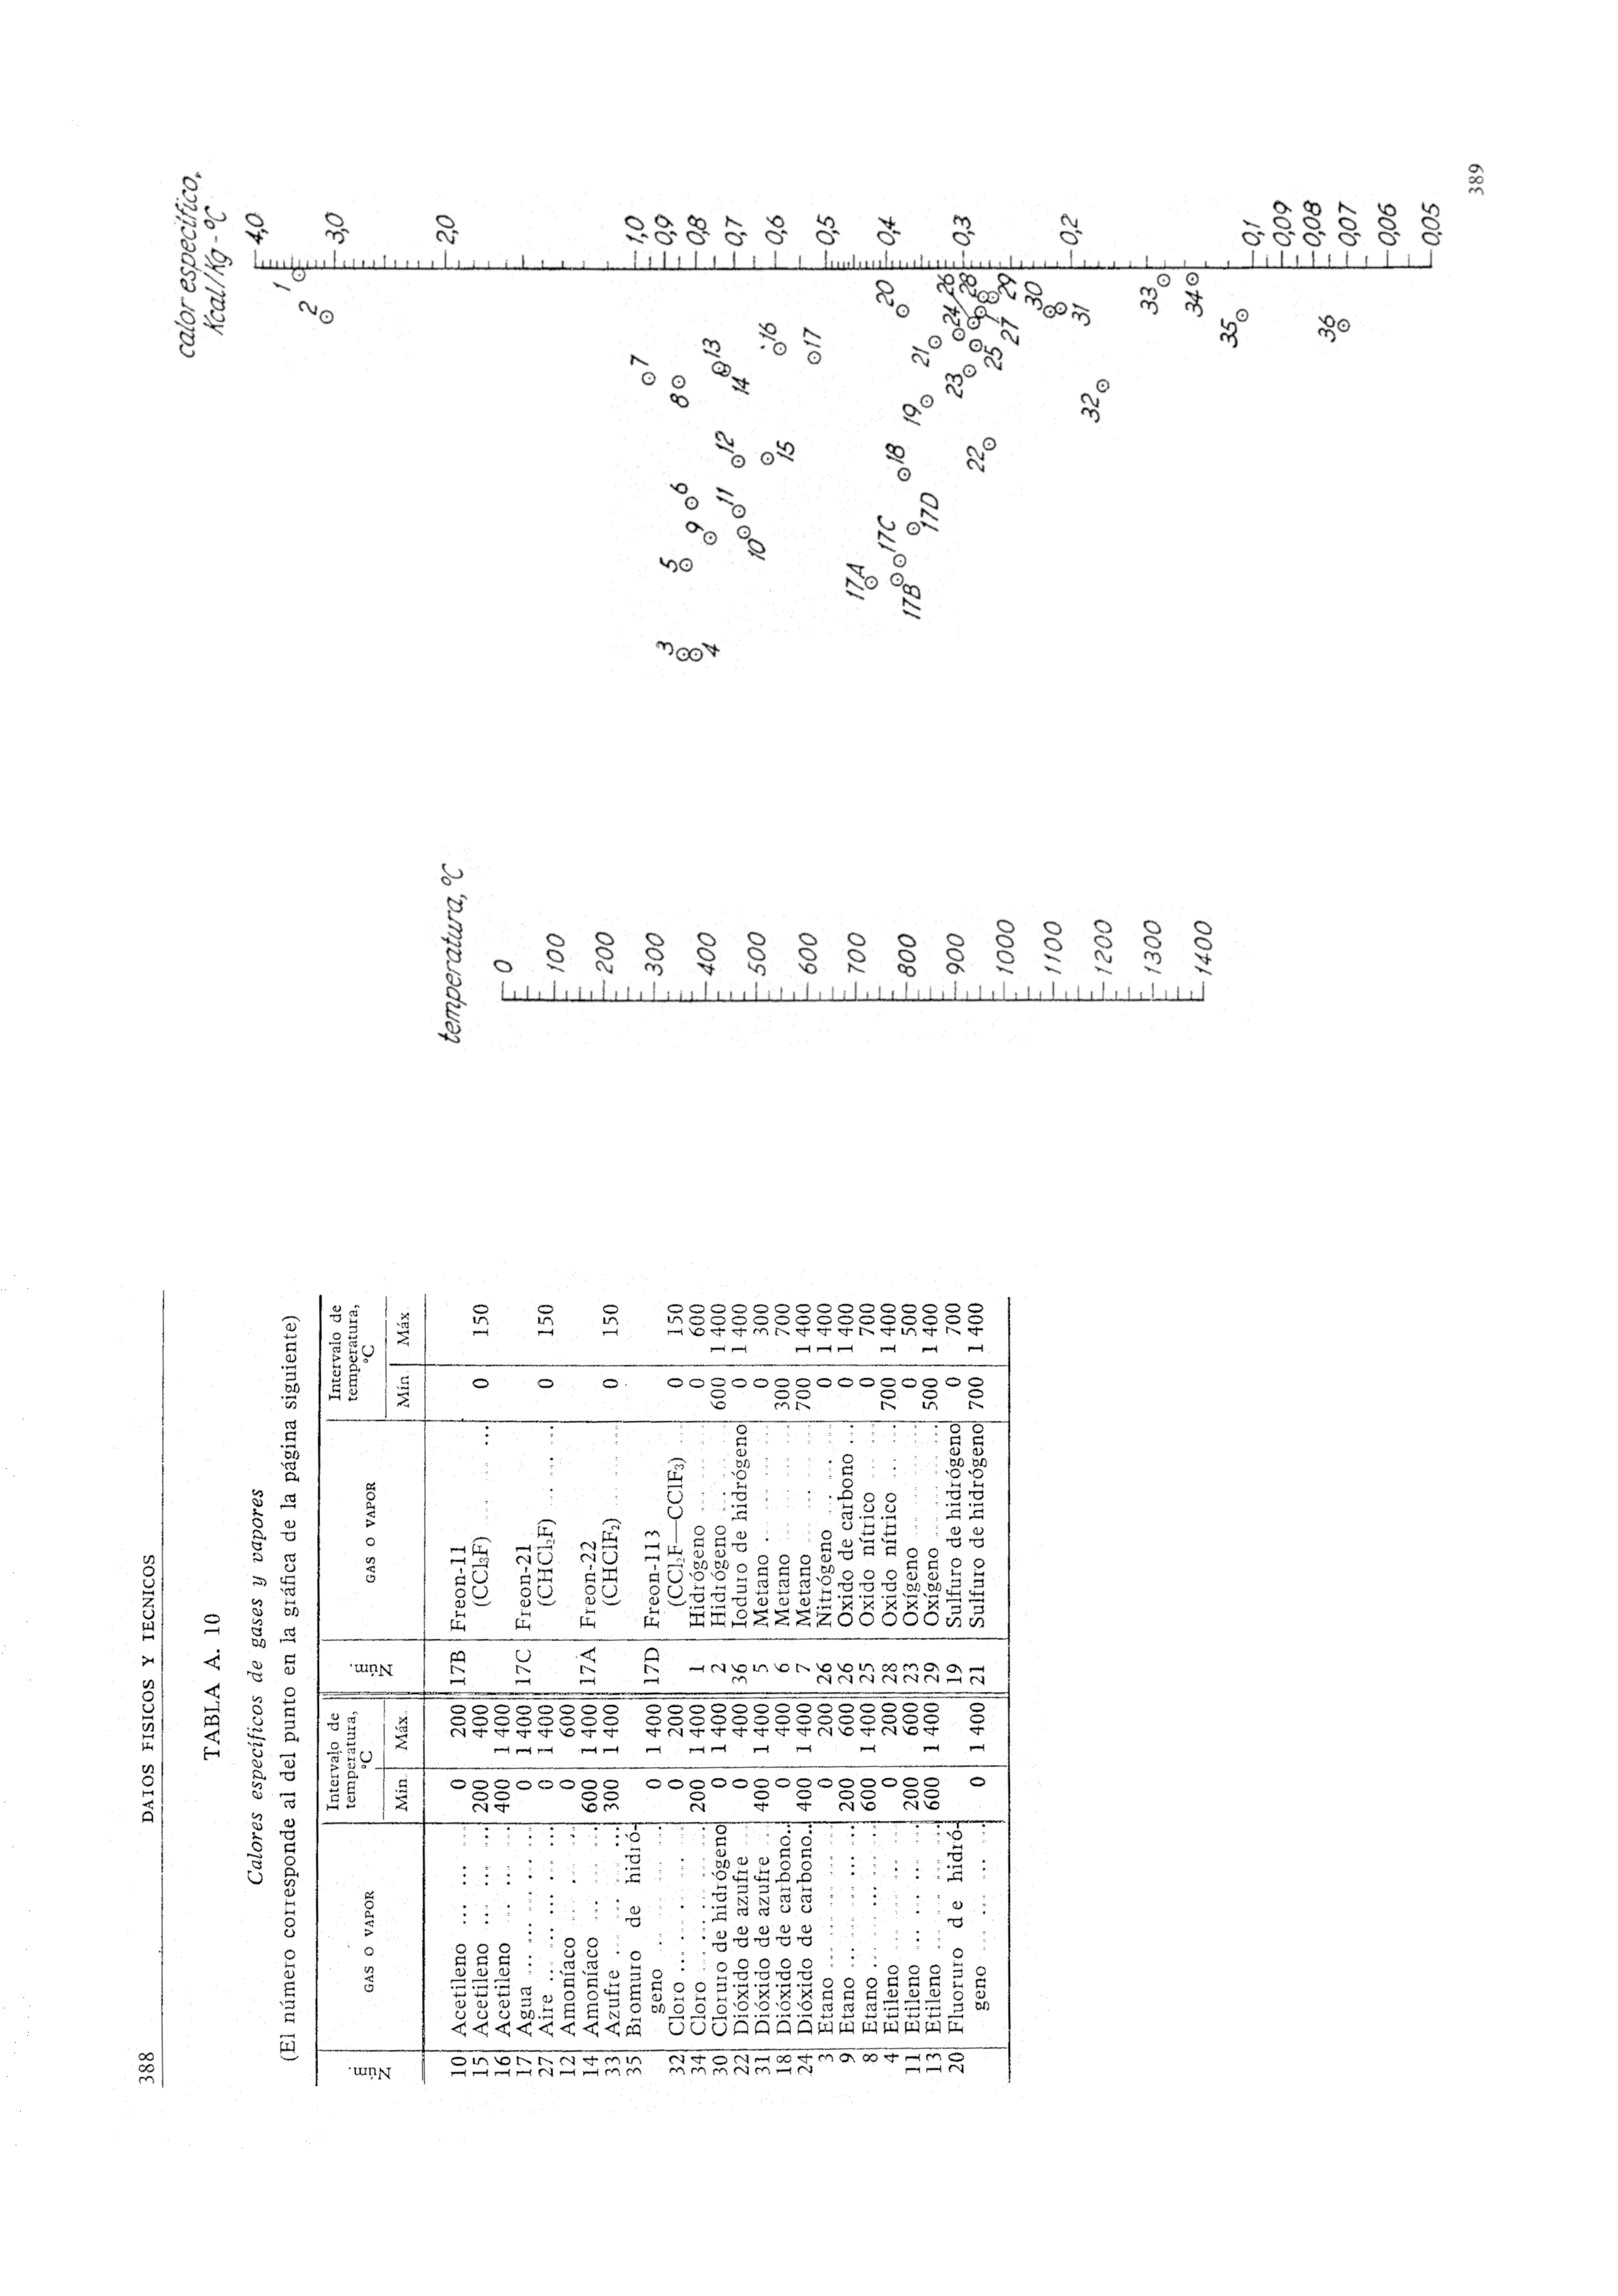 388
DATOS FISICOS Y TECNICOS
TABLA A. 10
Calores específicos de gases y vapores
(El número corresponde al del punto en la gráfica de la página siguiente)
Núm. GAS O VAPOR Intervalo de temperatura, °C Mín. Máx.
10 Acetileno ... ... ... 0 200
15 Acetileno ... ... ... 200 400
16 Acetileno ... ... ... 400 1 400
17 Agua ... ... ... ... 0 1 400
27 Aire ... ... ... ... 0 1 400
12 Amoníaco ... ... ... 0 600
14 Amoníaco ... ... ... 600 1 400
33 Azufre ... ... ... ... 300 1 400
35 Bromuro de hidró-
geno ... ... ... ... 0 1 400
32 Cloro ... ... ... ... 0 200
34 Cloro ... ... ... ... 200 1 400
30 Cloruro de hidrógeno 0 1 400
22 Dióxido de azufre ... 0 400
31 Dióxido de azufre ... 400 1 400
18 Dióxido de carbono... 0 400
24 Dióxido de carbono... 400 1 400
3 Etano ... ... ... ... 0 200
9 Etano ... ... ... ... 200 600
8 Etano ... ... ... ... 600 1 400
4 Etileno ... ... ... ... 0 200
11 Etileno ... ... ... ... 200 600
13 Etileno ... ... ... ... 600 1 400
20 Fluoruro de hidró-
geno ... ... ... ... 0 1 400
Núm. GAS O VAPOR Intervalo de temperatura, °C Mín Máx
17B Freon-11
(CCl₃F) ... ... ... 0 150
17C Freon-21
(CHCl₂F) ... ... ... 0 150
17A Freon-22
(CHClF₂) ... ... ... 0 150
17D Freon-113
(CCl₂F—CClF₃) ... 0 150
1 Hidrógeno ... ... ... 0 600
2 Hidrógeno ... ... ... 600 1 400
36 Ioduro de hidrógeno 0 1 400
5 Metano ... ... ... ... 0 300
6 Metano ... ... ... ... 300 700
7 Metano ... ... ... ... 700 1 400
26 Nitrógeno ... ... ... 0 1 400
26 Oxido de carbono ... 0 1 400
25 Oxido nítrico ... ... 0 700
28 Oxido nítrico ... ... 700 1 400
23 Oxígeno ... ... ... ... 0 500
29 Oxígeno ... ... ... ... 500 1 400
19 Sulfuro de hidrógeno 0 700
21 Sulfuro de hidrógeno 700 1 400
temperatura, °C
0
100
200
300
400
500
600
700
800
900
1000
1100
1200
1300
1400
calor específico,
Kcal/Kg-°C
4,0
3,0
2,0
1,0
0,9
0,8
0,7
0,6
0,5
0,4
0,3
0,2
0,1
0,09
0,08
0,07
0,06
0,05
1
2
3
4
5
6
7
8
9
10
11
12
13
14
15
16
17
17A
17B
17C
17D
18
19
20
21
22
23
24
25
26
27
28
29
30
31
32
33
34
35
36
389